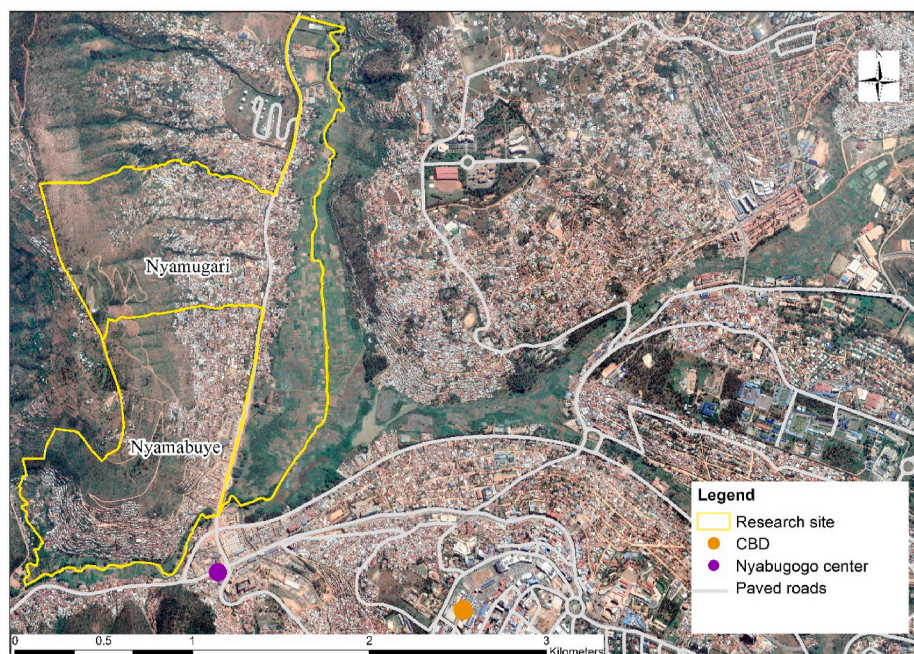 Nyamugari
Nyamabuye
Legend
Research site
CBD
Nyabugogo center
Paved roads
0 0.5 1 2 3
Kilometers